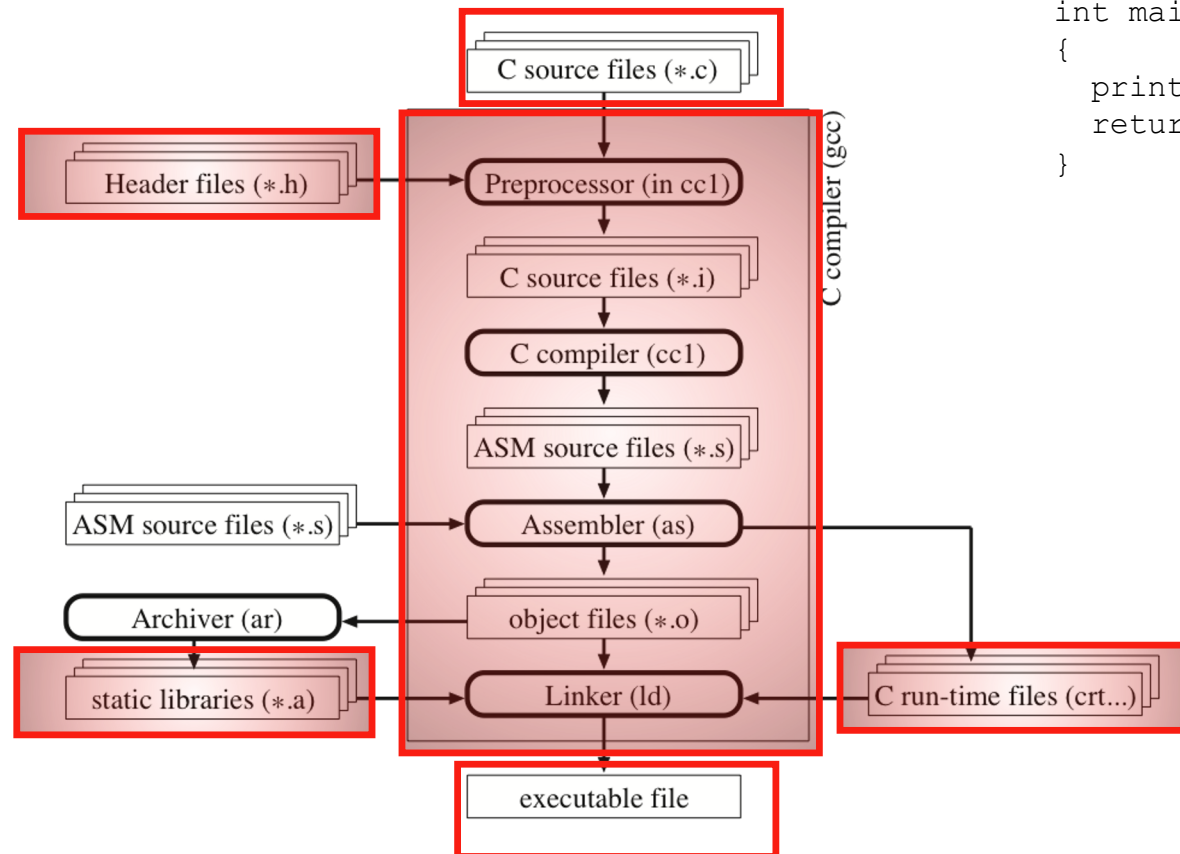 int mai
{
print
retur
}
C source files (*.c)
C compiler (gcc)
Header files (*.h)
Preprocessor (in cc1)
C source files (*.i)
C compiler (cc1)
ASM source files (*.s)
ASM source files (*.s)
Assembler (as)
Archiver (ar)
object files (*.o)
static libraries (*.a)
Linker (ld)
C run-time files (crt...)
executable file